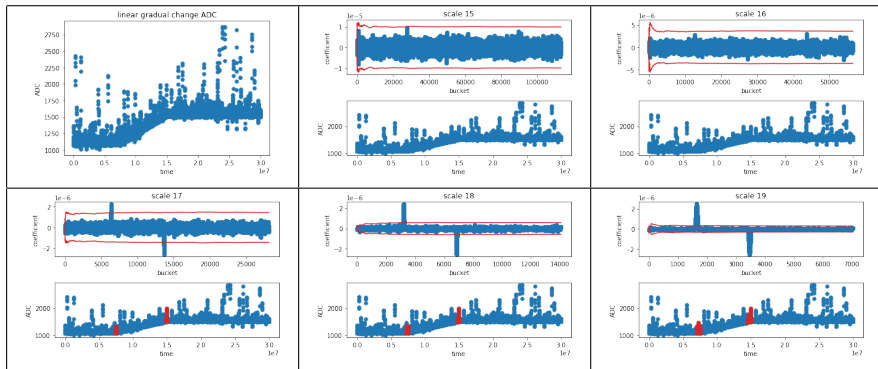 linear gradual change ADC
2750
2500
2250
2000
1750
1500
1250
1000
ADC
0.0 0.5 1.0 1.5 2.0 2.5 3.0
time
1e7
scale 15
1e−5
1
0
−1
coefficient
0 20000 40000 60000 80000 100000
bucket
2000
1000
ADC
0.0 0.5 1.0 1.5 2.0 2.5 3.0
time
1e7
scale 16
1e−6
5
0
−5
coefficient
0 10000 20000 30000 40000 50000
bucket
2000
1000
ADC
0.0 0.5 1.0 1.5 2.0 2.5 3.0
time
1e7
scale 17
1e−6
2
0
−2
coefficient
0 5000 10000 15000 20000 25000
bucket
2000
1000
ADC
0.0 0.5 1.0 1.5 2.0 2.5 3.0
time
1e7
scale 18
1e−6
2
0
−2
coefficient
0 2000 4000 6000 8000 10000 12000 14000
bucket
2000
1000
ADC
0.0 0.5 1.0 1.5 2.0 2.5 3.0
time
1e7
scale 19
1e−6
2
0
−2
coefficient
0 1000 2000 3000 4000 5000 6000 7000
bucket
2000
1000
ADC
0.0 0.5 1.0 1.5 2.0 2.5 3.0
time
1e7